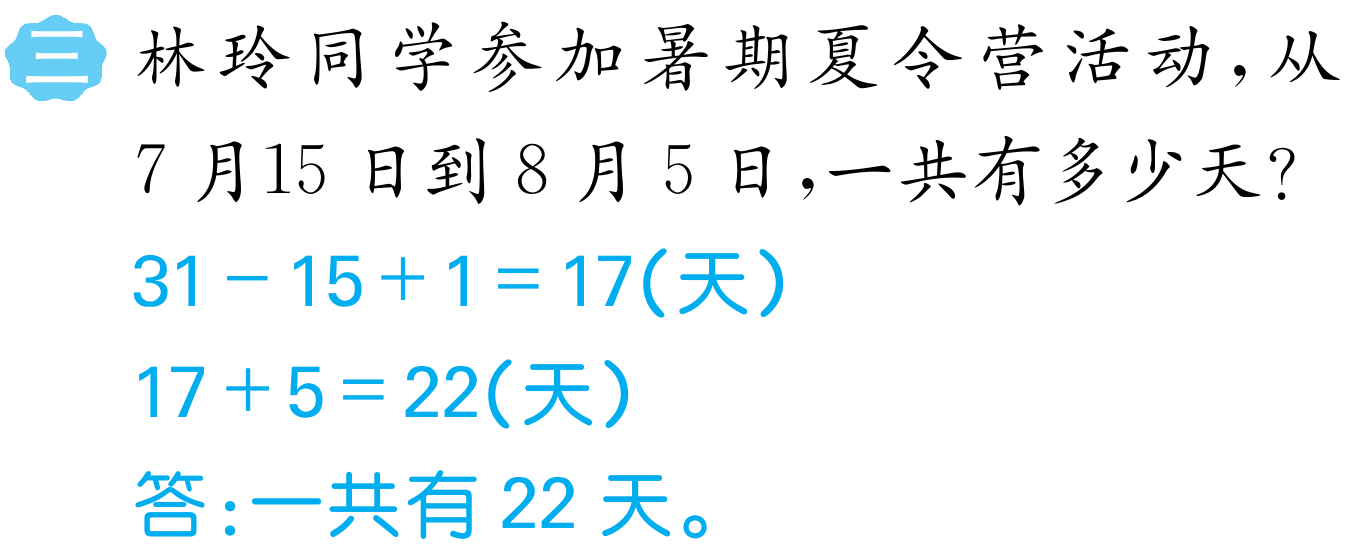 三 林玲同学参加暑期夏令营活动,从
7月15日到8月5日,一共有多少天?
31-15+1=17(天)
17+5=22(天)
答:一共有22天。